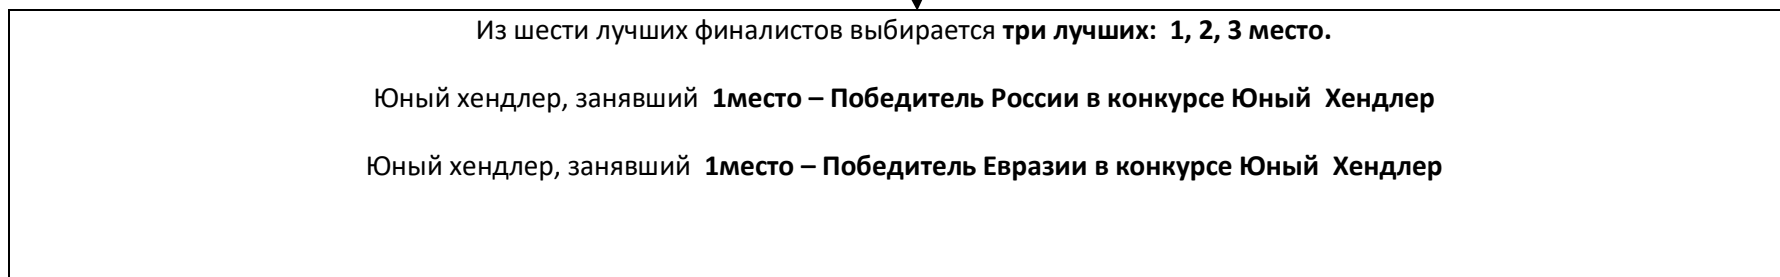 Из шести лучших финалистов выбирается три лучших: 1, 2, 3 место.
Юный хендлер, занявший 1место – Победитель России в конкурсе Юный Хендлер
Юный хендлер, занявший 1место – Победитель Евразии в конкурсе Юный Хендлер